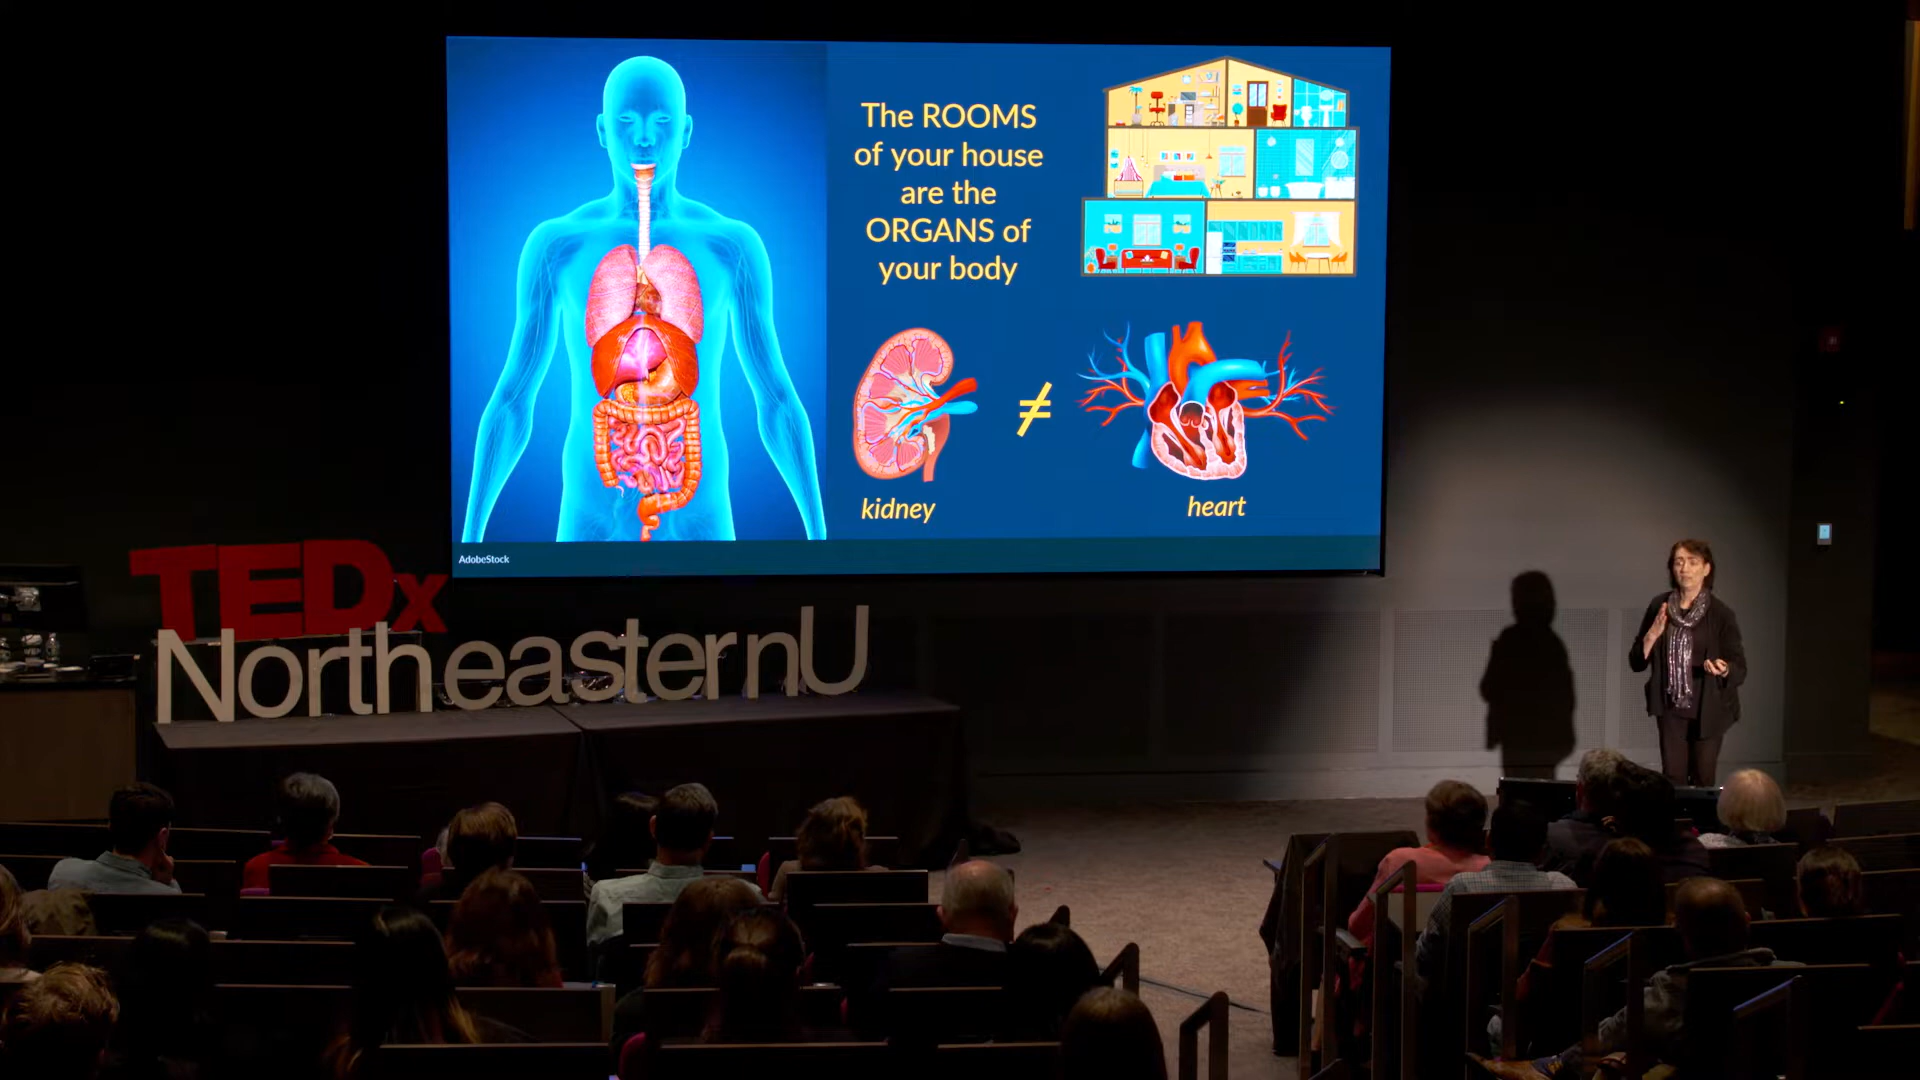 The ROOMS
of your house
are the
ORGANS of
your body
≠
kidney
heart
AdobeStock
TEDx
NortheasternU